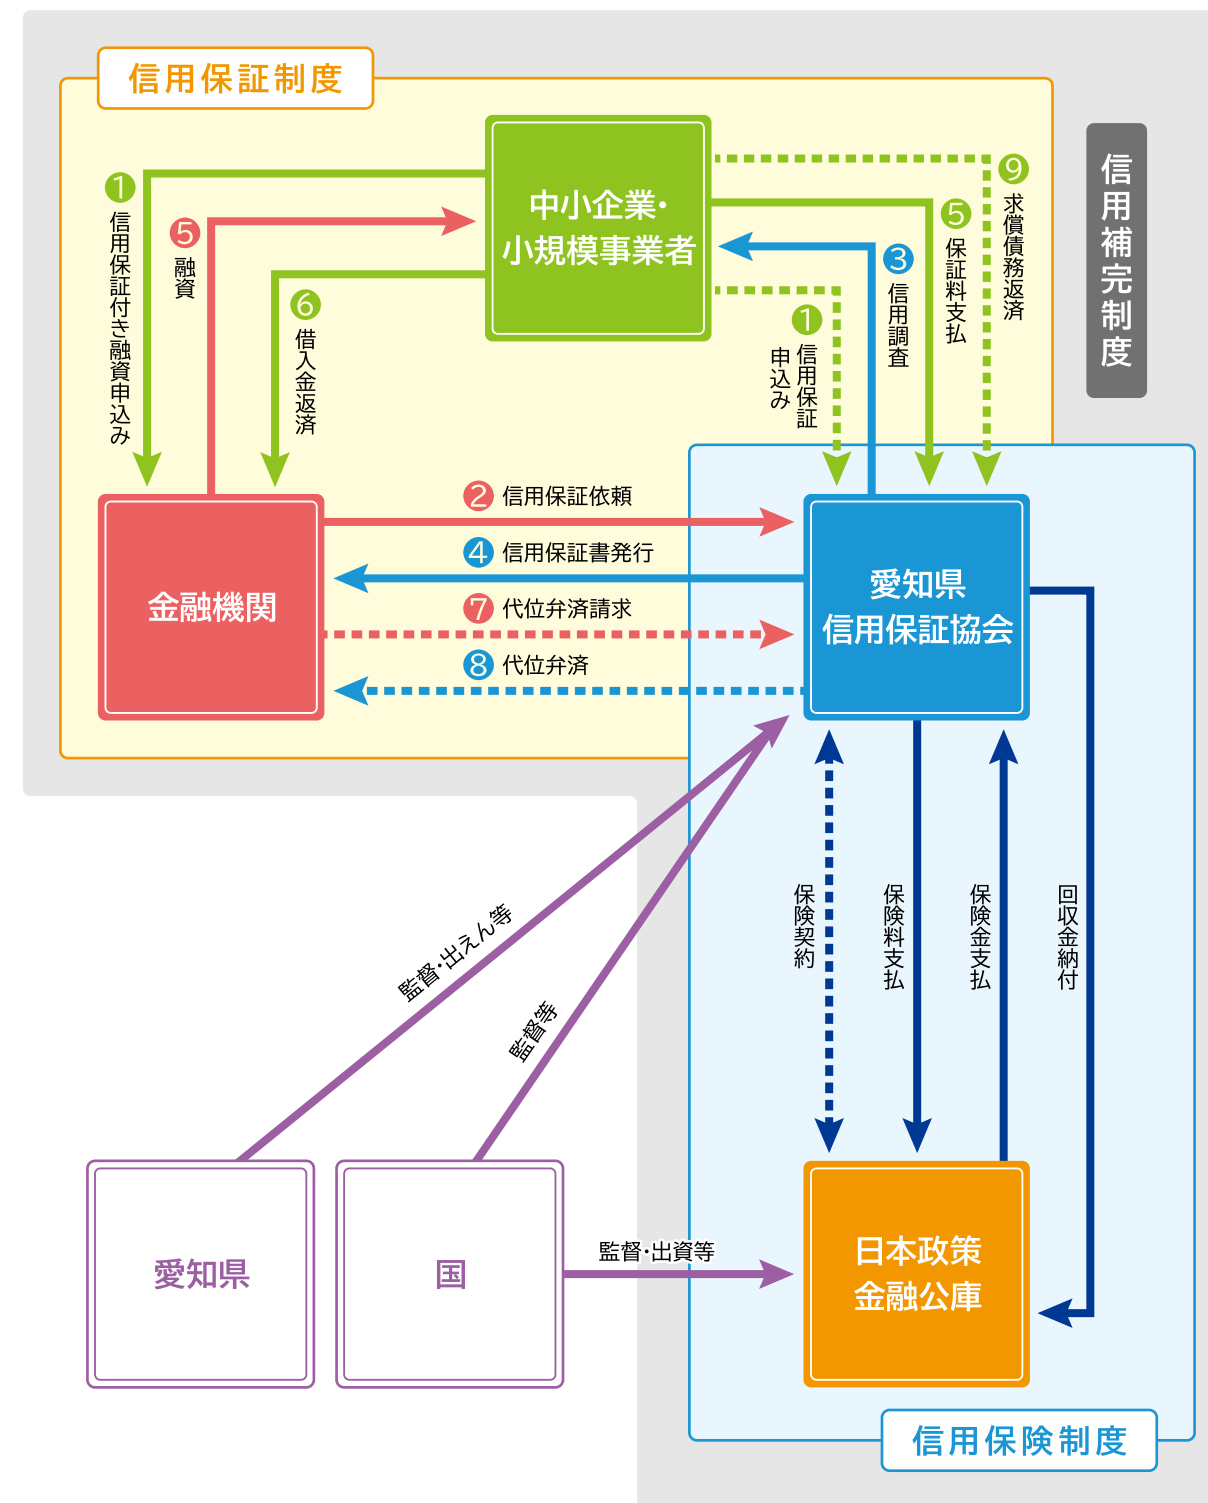 信用保証制度
信用補完制度
中小企業・
小規模事業者
❶信用保証付き融資申込み
❺融資
❻借入金返済
❶信用保証
申込み
❸信用調査
❺保証料支払
❾求償債務返済
❷信用保証依頼
❹信用保証書発行
❼代位弁済請求
❽代位弁済
金融機関
愛知県
信用保証協会
監督・出えん等
監督等
保険契約
保険料支払
保険金支払
回収金納付
愛知県
国
監督・出資等
日本政策
金融公庫
信用保険制度